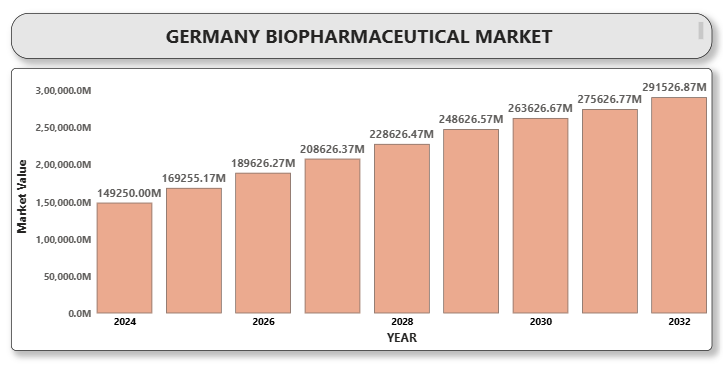 GERMANY BIOPHARMACEUTICAL MARKET
Market Value
3,00,000.0M
2,50,000.0M
2,00,000.0M
1,50,000.0M
1,00,000.0M
50,000.0M
0.0M
149250.00M
169255.17M
189626.27M
208626.37M
228626.47M
248626.57M
263626.67M
275626.77M
291526.87M
2024
2026
2028
2030
2032
YEAR